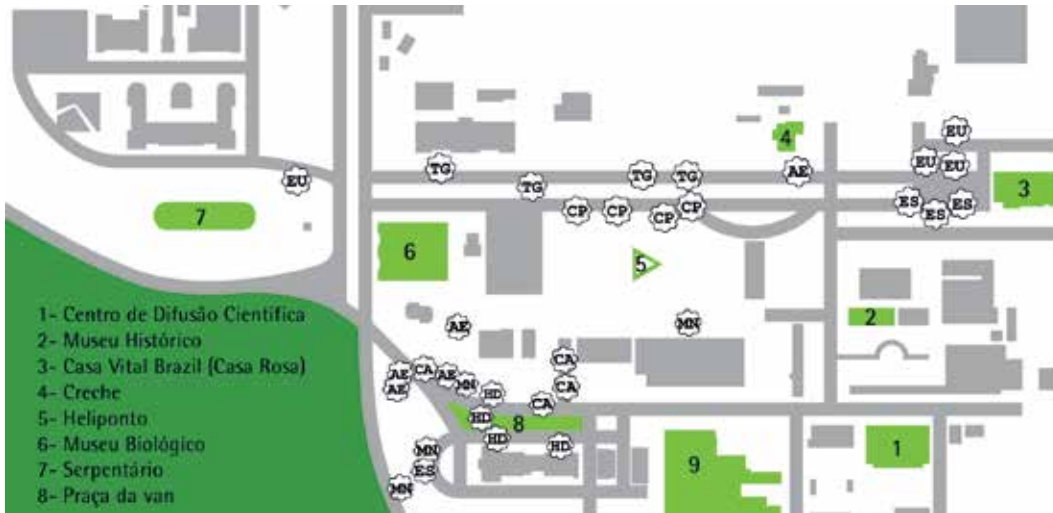 EU
4
EU
EU
TG
TG
TG
AE
EU
TG
3
ES
ES
ES
CP
CP
CP
CP
7
6
5
1- Centro de Difusão Científica
2- Museu Histórico
3- Casa Vital Brazil (Casa Rosa)
4- Creche
5- Heliponto
6- Museu Biológico
7- Serpentário
8- Praça da van
2
MN
AE
CA
AE
CA
AE
AE
MN
CA
HD
CA
HD
8
HD
HD
MN
ES
MN
9
1